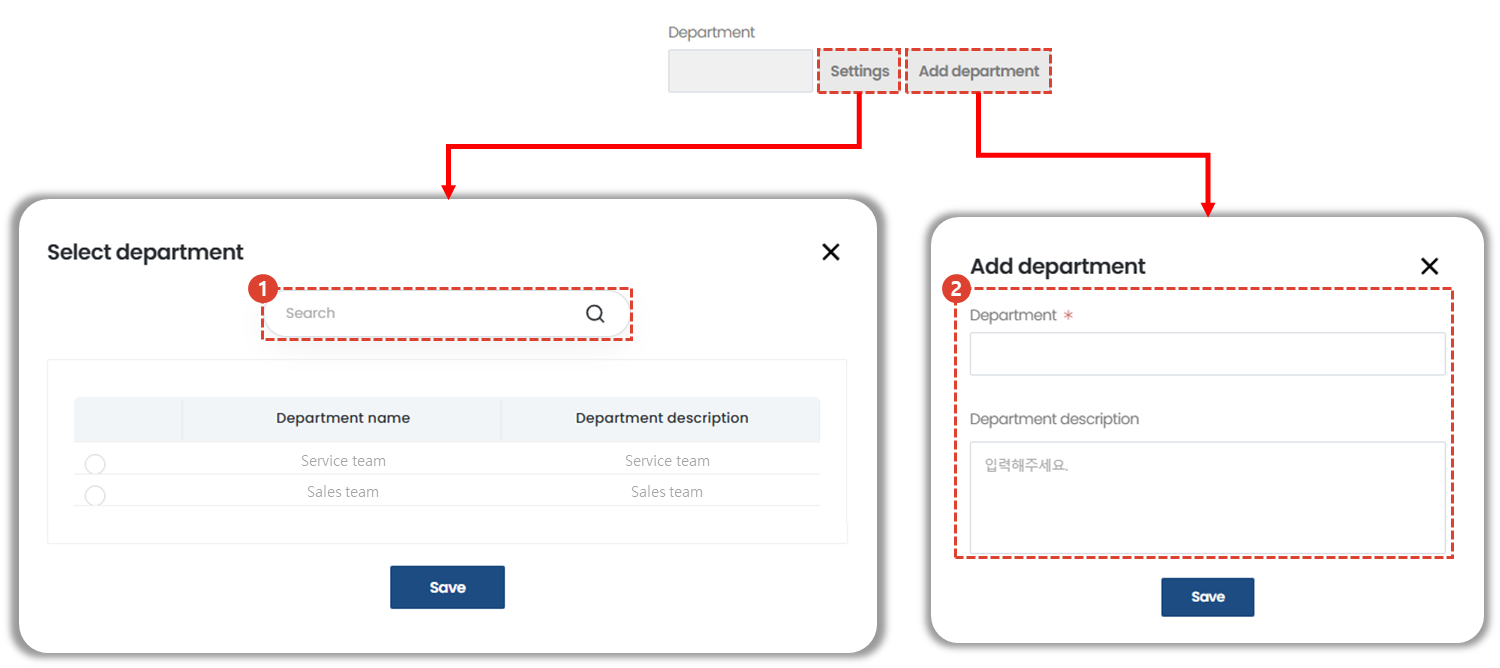 Department
Settings
Add department
Select department
1
Search
Department name Department description
Service team Service team
Sales team Sales team
Save
Add department
2
Department *
Department description
입력해주세요.
Save